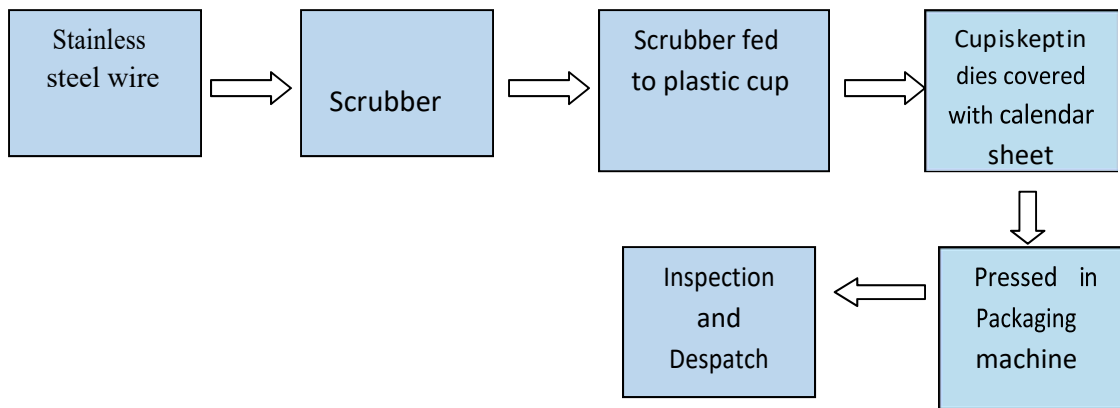 Stainless
steel wire
Scrubber
Scrubber fed
to plastic cup
Cupiskeptin
dies covered
with calendar
sheet
Pressed in
Packaging
machine
Inspection
and
Despatch